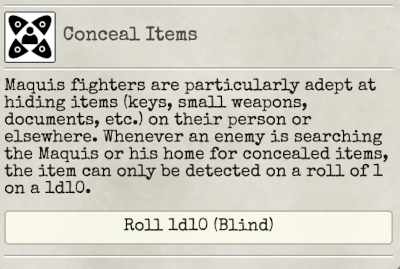 Conceal Items
Maquis fighters are particularly adept at
hiding items (keys, small weapons,
documents, etc.) on their person or
elsewhere. Whenever an enemy is searching
the Maquis or his home for concealed items,
the item can only be detected on a roll of 1
on a 1d10.
Roll 1d10 (Blind)